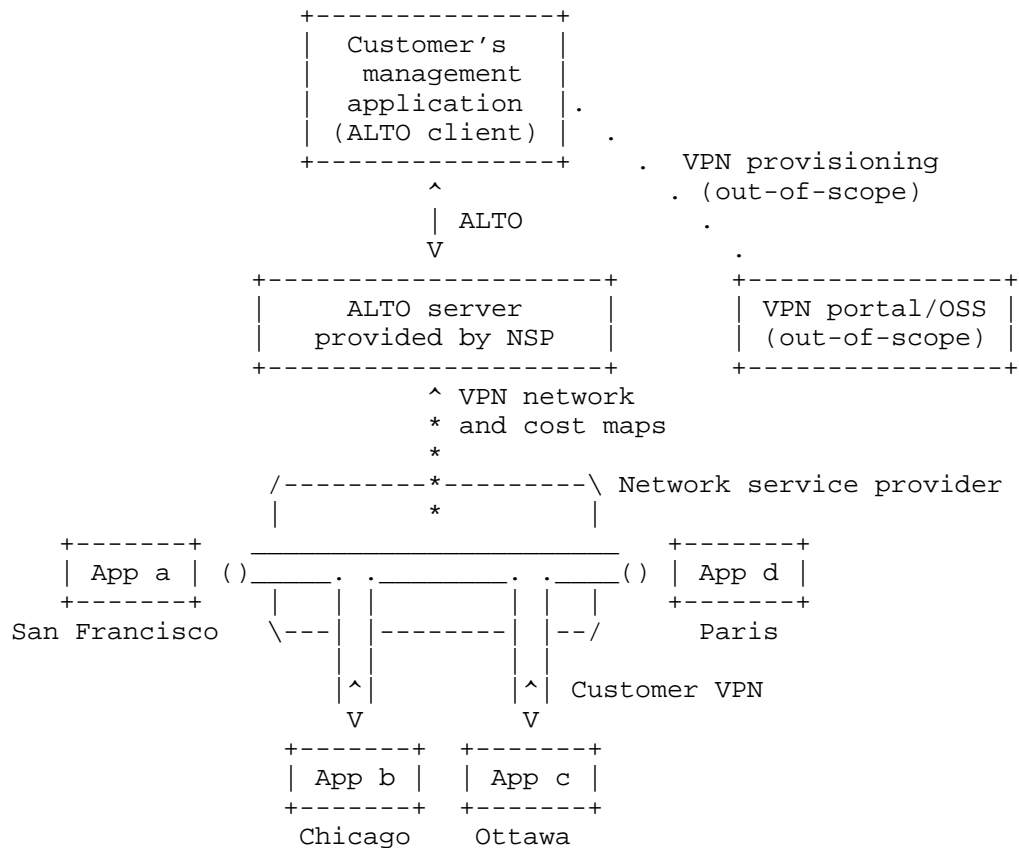 Customer's
management
application
(ALTO client)
VPN provisioning
(out-of-scope)
ALTO
ALTO server
provided by NSP
VPN portal/OSS
(out-of-scope)
VPN network
and cost maps
Network service provider
App a
App d
San Francisco
Paris
Customer VPN
App b
App c
Chicago
Ottawa